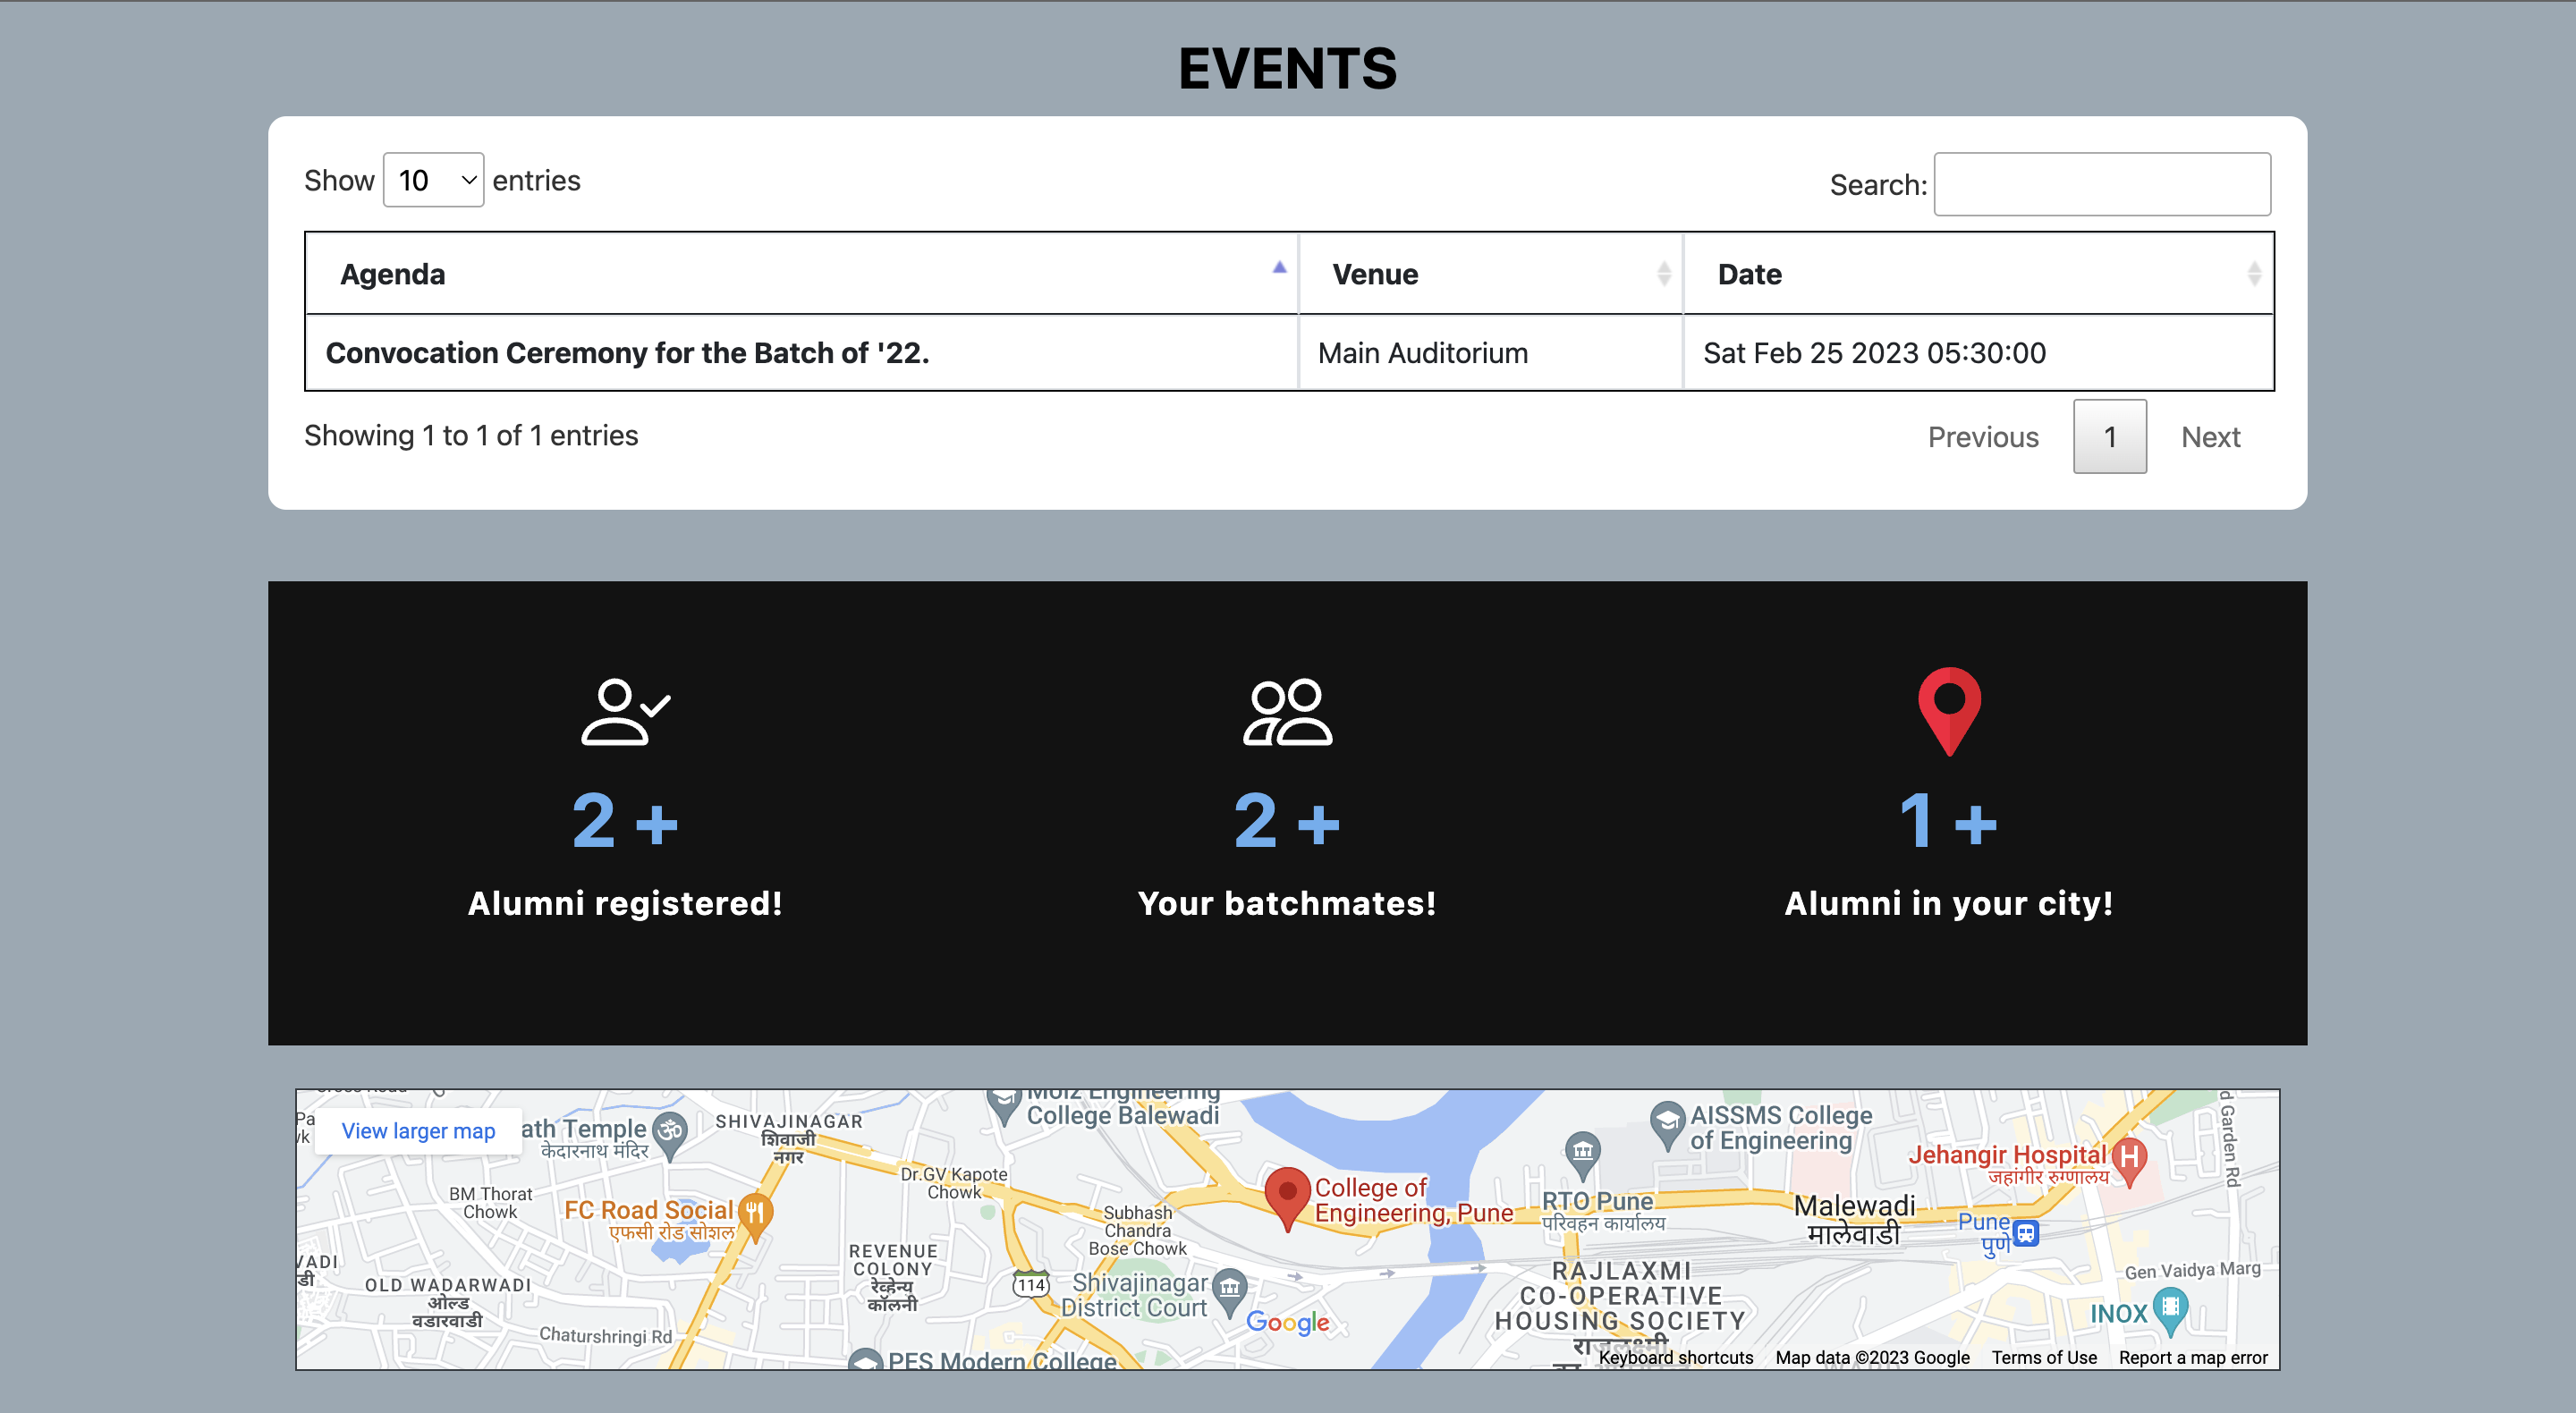 EVENTS
Show 10 entries
Search:
Agenda Venue Date
Convocation Ceremony for the Batch of '22. Main Auditorium Sat Feb 25 2023 05:30:00
Showing 1 to 1 of 1 entries
Previous 1 Next
2 + 2 + 1 +
Alumni registered! Your batchmates! Alumni in your city!
View larger map
ath Temple
केदारनाथ मंदिर
SHIVAJINAGAR
शिवाजी
नगर
Engineering
College Balewadi
AISSMS College
of Engineering
Jehangir Hospital
जहांगीर रुग्णालय
d Garden Rd
BM Thorat
Chowk
FC Road Social
एफसी रोड सोशल
Dr.GV Kapote
Chowk
Subhash
Chandra
Bose Chowk
College of
Engineering, Pune
RTO Pune
परिवहन कार्यालय
Malewadi
मालेवाडी
Pune
पुणे
VADI
डी
OLD WADARWADI
ओल्ड
वडारवाडी
REVENUE
COLONY
रेव्हेन्य
कॉलनी
114
Shivajinagar
District Court
RAJLAXMI
CO-OPERATIVE
HOUSING SOCIETY
Gen Vaidya Marg
INOX
Chaturshringi Rd
Google
PES Modern College
Keyboard shortcuts Map data ©2023 Google Terms of Use Report a map error